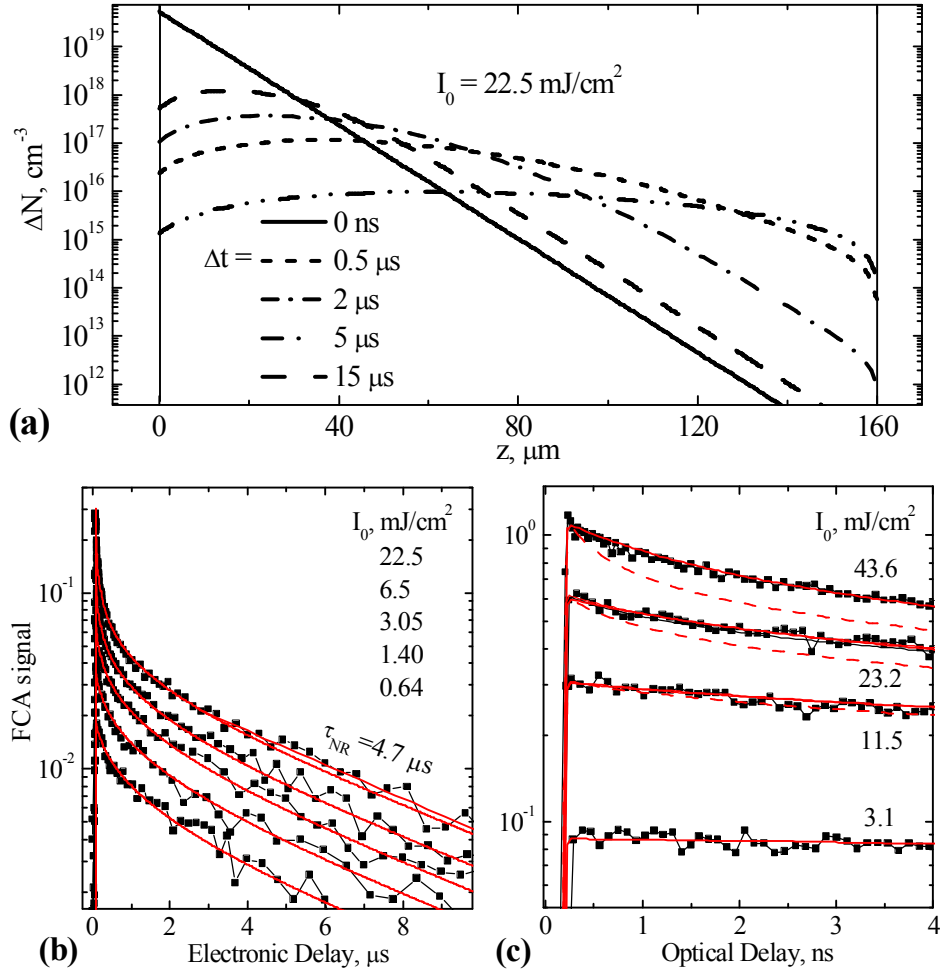 10^19
10^18
10^17
10^16
10^15
10^14
10^13
10^12
ΔN, cm^-3
I_0 = 22.5 mJ/cm^2
Δt =
0 ns
0.5 μs
2 μs
5 μs
15 μs
0 40 80 120 160
z, μm
(a)
I_0, mJ/cm^2
22.5
6.5
3.05
1.40
0.64
τ_NR =4.7 μs
10^-1
10^-2
FCA signal
0 2 4 6 8
Electronic Delay, μs
(b)
I_0, mJ/cm^2
43.6
23.2
11.5
3.1
10^0
10^-1
0 1 2 3 4
Optical Delay, ns
(c)